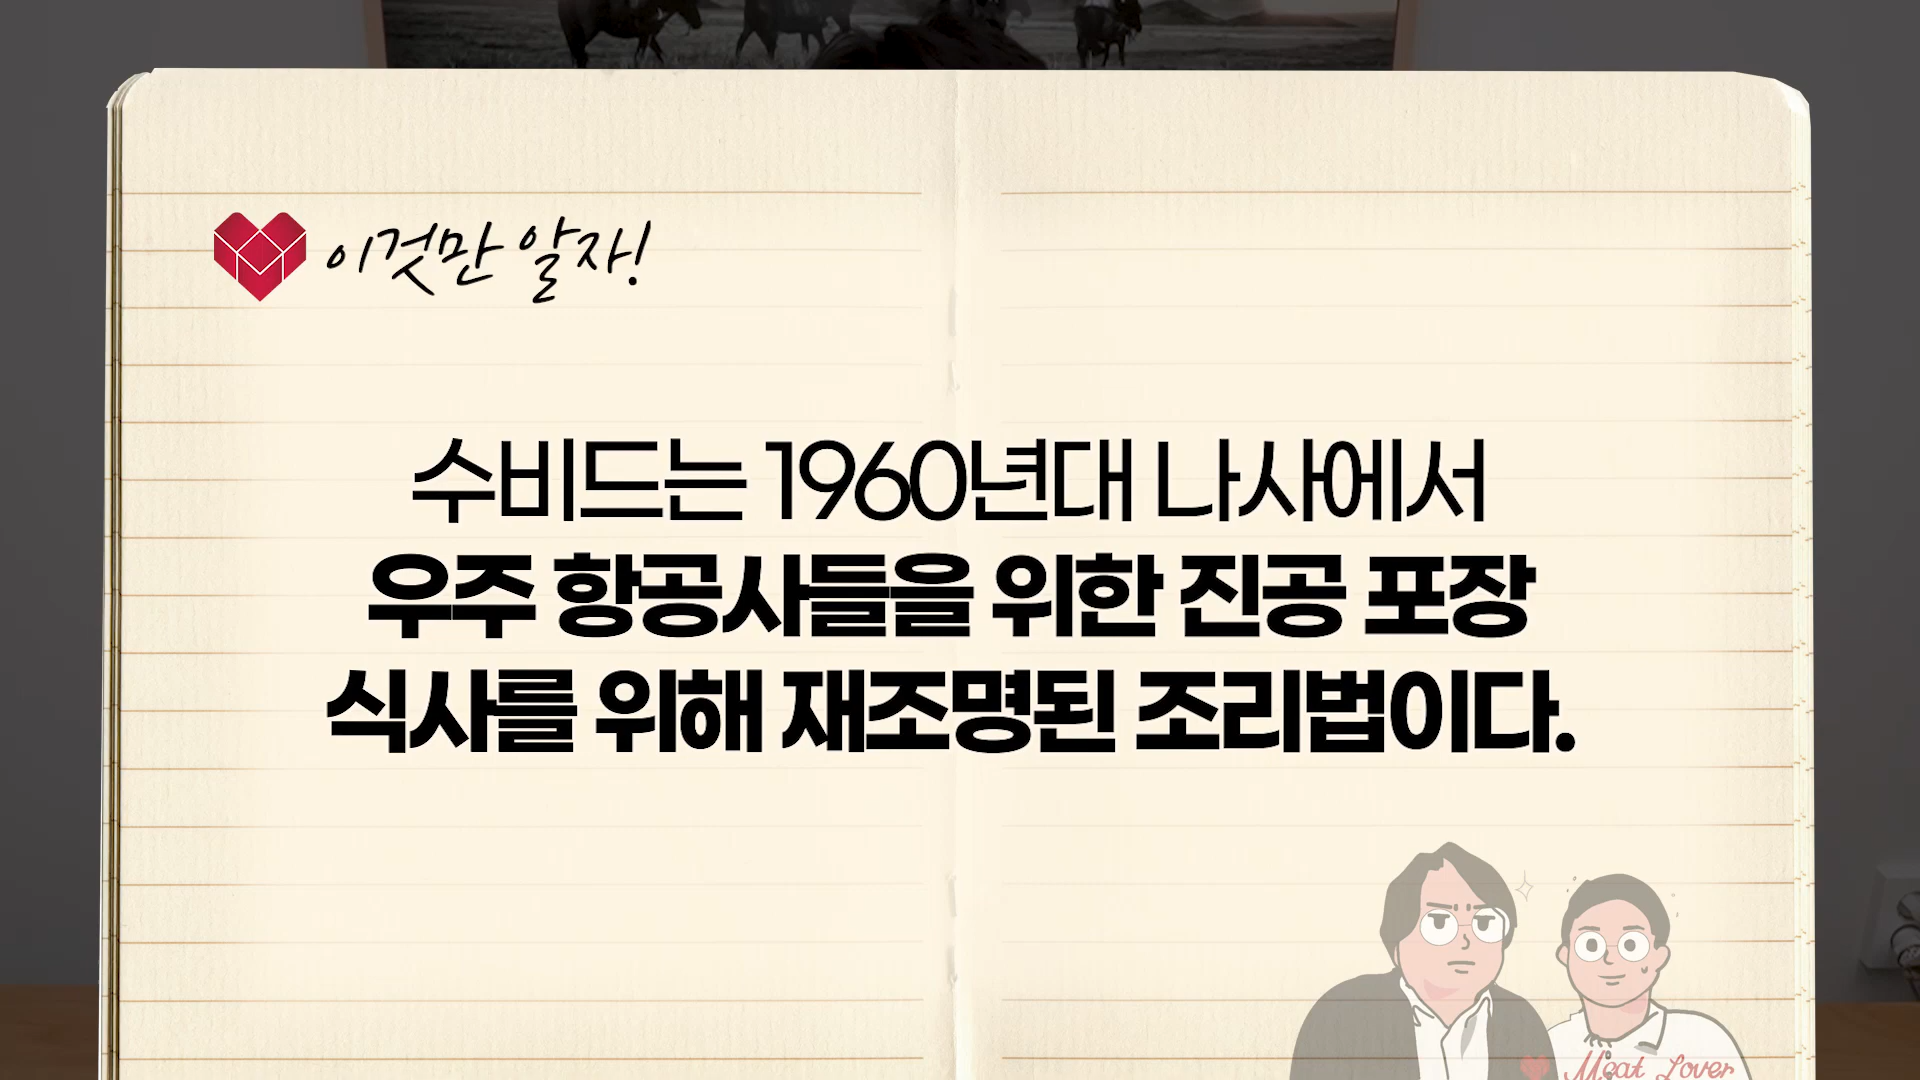 이것만 알자!
수비드는 1960년대 나사에서
우주 항공사들을 위한 진공 포장
식사를 위해 재조명된 조리법이다.
Meat Lover